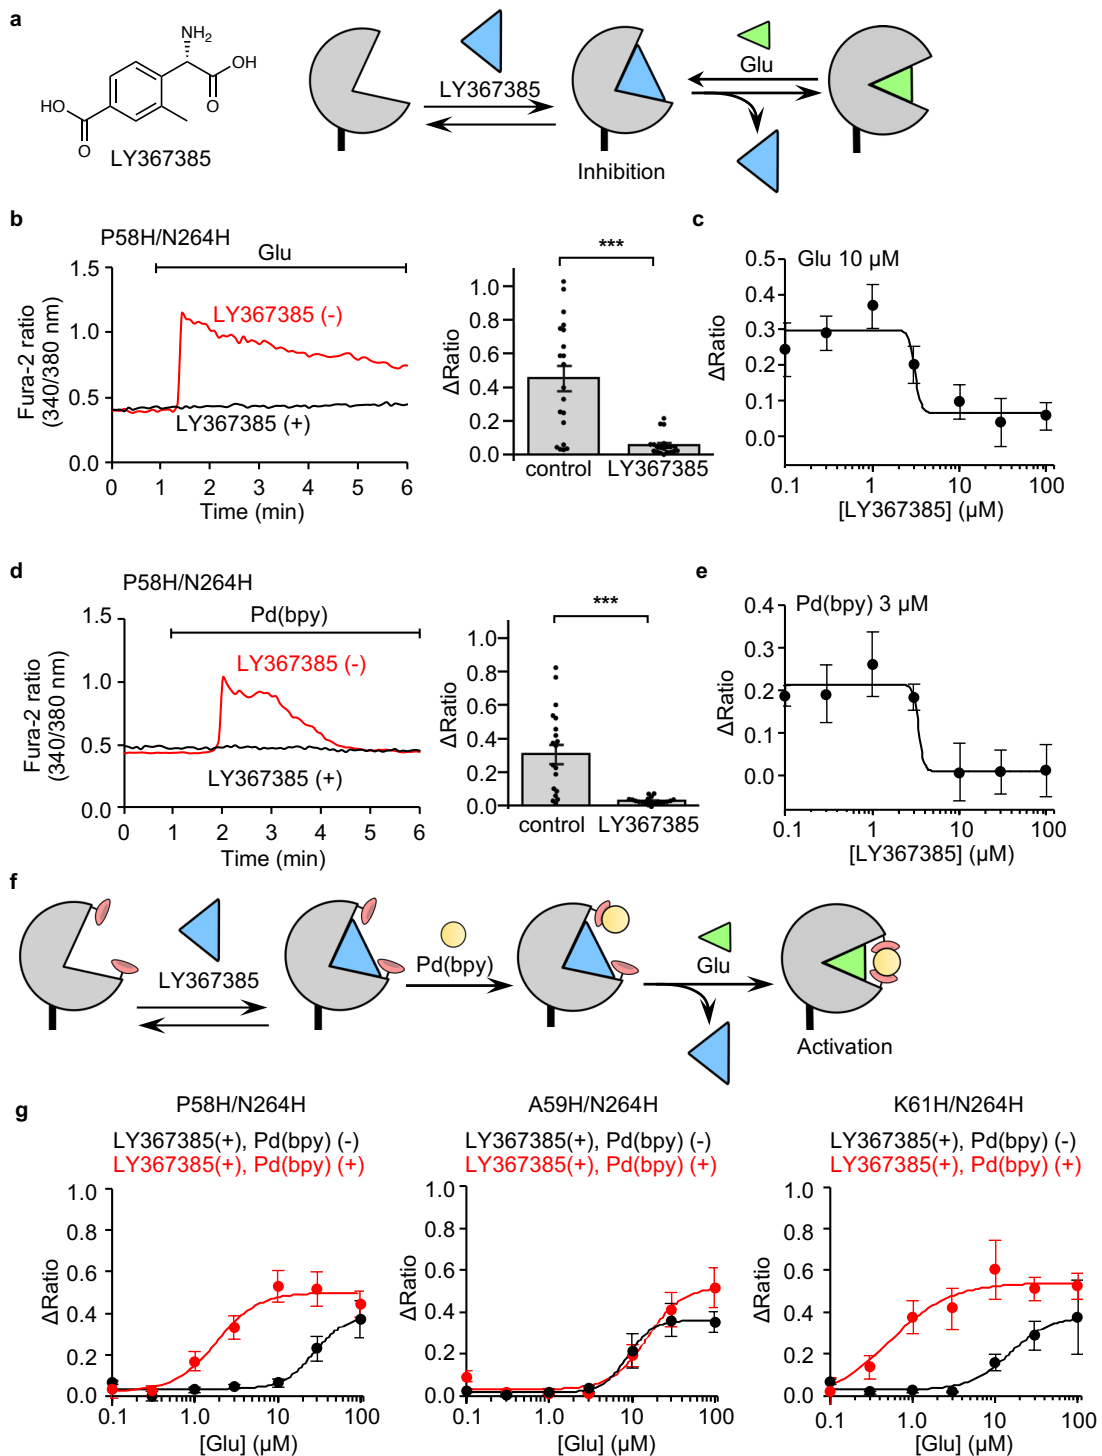 a
NH2
OH
O
HO
O
LY367385
LY367385
Inhibition
Glu
b
P58H/N264H
Glu
LY367385 (-)
LY367385 (+)
Fura-2 ratio
(340/380 nm)
1.5
1.0
0.5
0.0
0 1 2 3 4 5 6
Time (min)
***
ΔRatio
1.0
0.8
0.6
0.4
0.2
0.0
control LY367385
c
Glu 10 µM
ΔRatio
0.5
0.4
0.3
0.2
0.1
0.0
0.1 1 10 100
[LY367385] (µM)
d
P58H/N264H
Pd(bpy)
LY367385 (-)
LY367385 (+)
Fura-2 ratio
(340/380 nm)
1.5
1.0
0.5
0.0
0 1 2 3 4 5 6
Time (min)
***
ΔRatio
1.0
0.8
0.6
0.4
0.2
0.0
control LY367385
e
Pd(bpy) 3 µM
ΔRatio
0.4
0.3
0.2
0.1
0.0
0.1 1 10 100
[LY367385] (µM)
f
LY367385
Pd(bpy)
Glu
Activation
g
P58H/N264H
LY367385(+), Pd(bpy) (-)
LY367385(+), Pd(bpy) (+)
ΔRatio
1.0
0.8
0.6
0.4
0.2
0.0
0.1 1.0 10 100
[Glu] (µM)
A59H/N264H
LY367385(+), Pd(bpy) (-)
LY367385(+), Pd(bpy) (+)
ΔRatio
1.0
0.8
0.6
0.4
0.2
0.0
0.1 1.0 10 100
[Glu] (µM)
K61H/N264H
LY367385(+), Pd(bpy) (-)
LY367385(+), Pd(bpy) (+)
ΔRatio
1.0
0.8
0.6
0.4
0.2
0.0
0.1 1.0 10 100
[Glu] (µM)